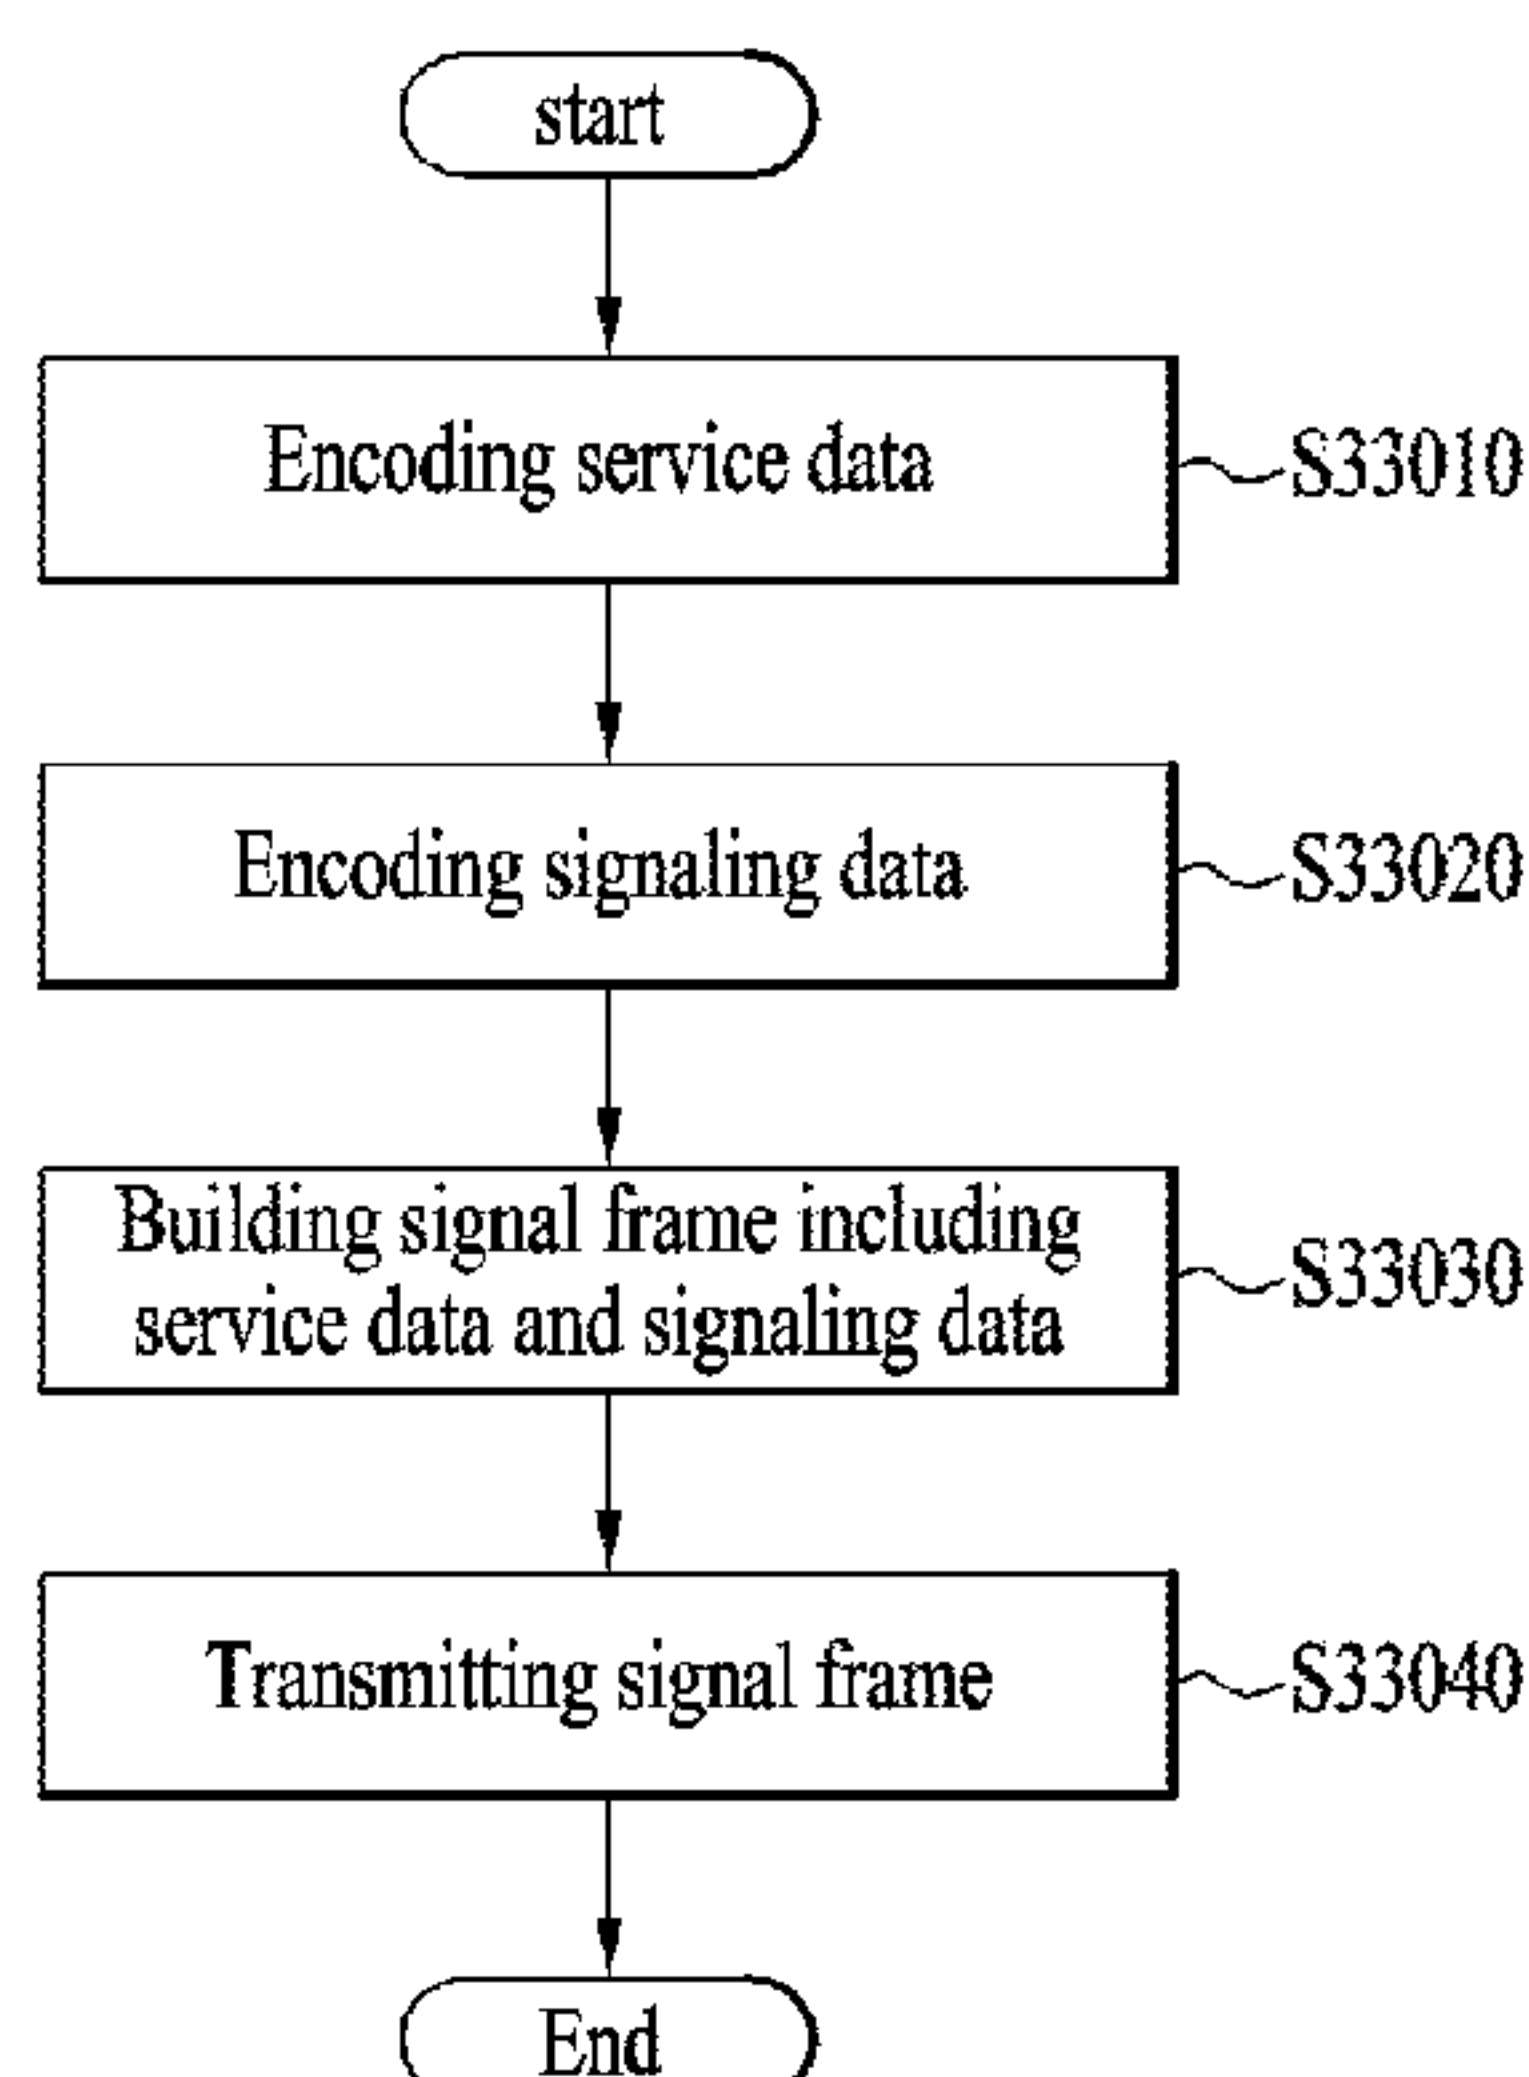 start
Encoding service data
S33010
Encoding signaling data
S33020
Building signal frame including
service data and signaling data
S33030
Transmitting signal frame
S33040
End